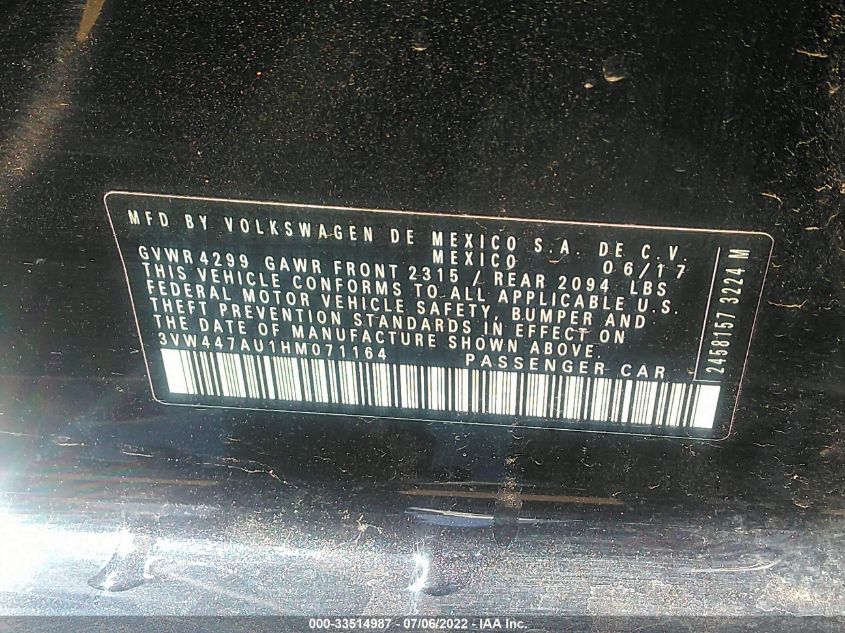 MFD BY VOLKSWAGEN DE MEXICO S.A. DE C.V.
MEXICO 06/17
GVWR 4299 GAWR FRONT 2315 / REAR 2094 LBS
THIS VEHICLE CONFORMS TO ALL APPLICABLE U.S.
FEDERAL MOTOR VEHICLE SAFETY, BUMPER AND
THEFT PREVENTION STANDARDS IN EFFECT ON
THE DATE OF MANUFACTURE SHOWN ABOVE.
3VW447AU1HM071164 PASSENGER CAR
2458157 3224 M
000-33514987 - 07/06/2022 - IAA Inc.